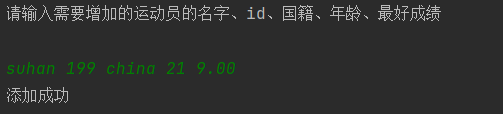 请输入需要增加的运动员的名字、id、国籍、年龄、最好成绩
suhan 199 china 21 9.00
添加成功